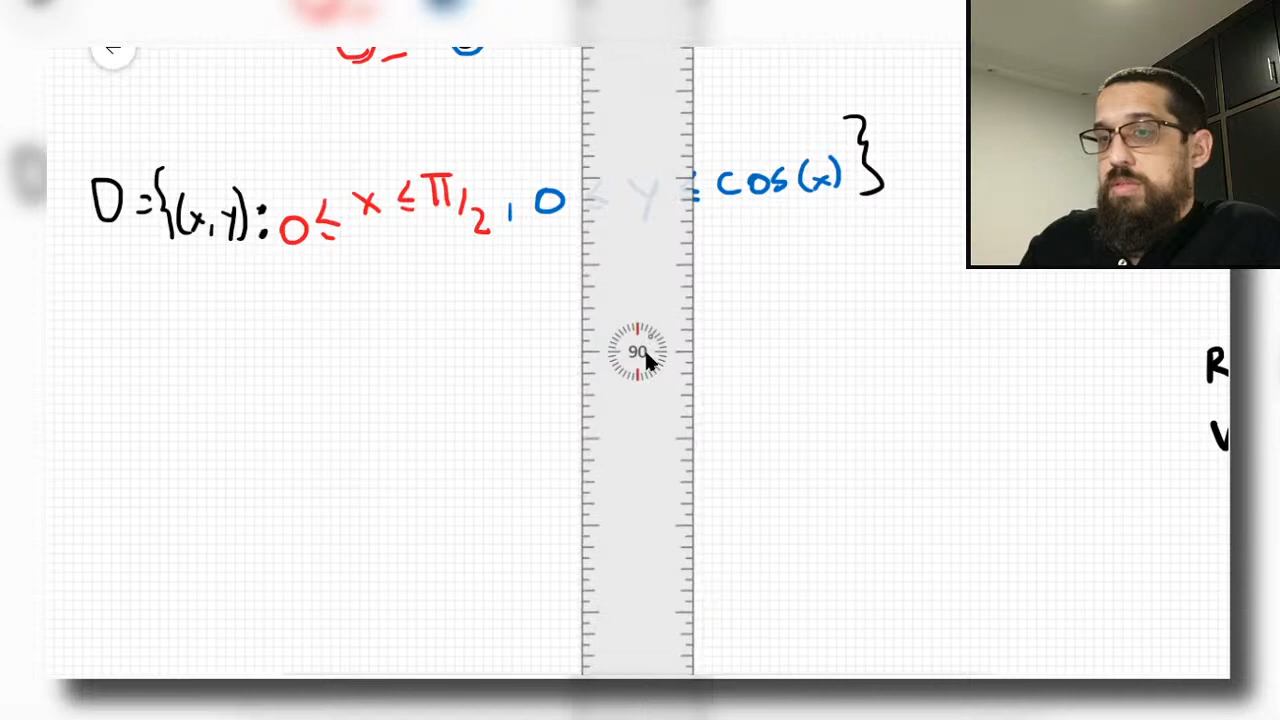 D = {(x, y) : 0 ≤ x ≤ π/2 , 0 ≤ y ≤ cos(x)}
90°
R
V